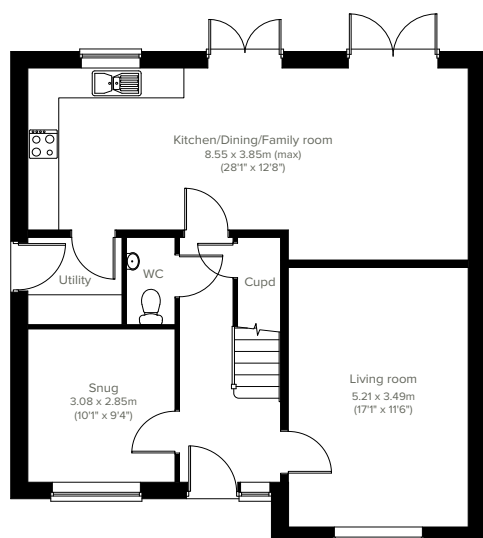 Kitchen/Dining/Family room
8.55 x 3.85m (max)
(28'1" x 12'8")
Utility
WC
Cupd
Snug
3.08 x 2.85m
(10'1" x 9'4")
Living room
5.21 x 3.49m
(17'1" x 11'6")